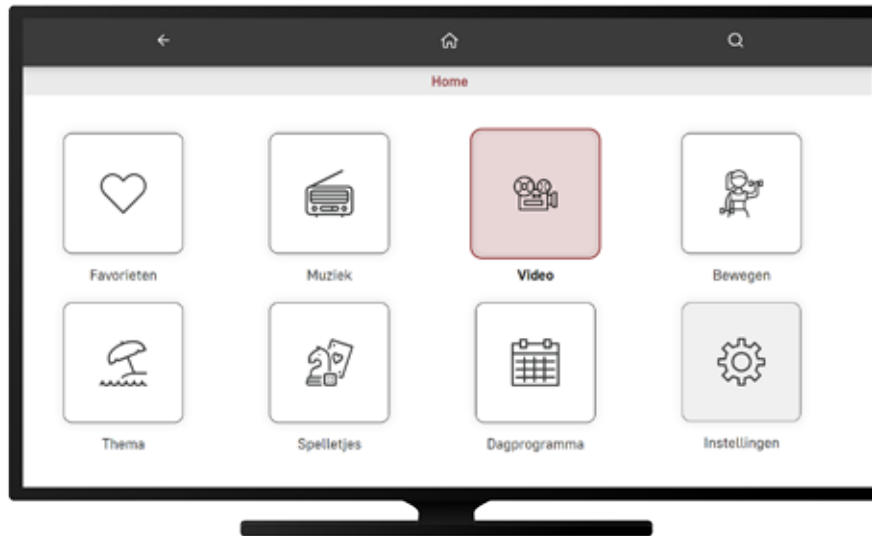 Home
Favorieten
Muziek
Video
Bewegen
Thema
Spelletjes
Dagprogramma
Instellingen